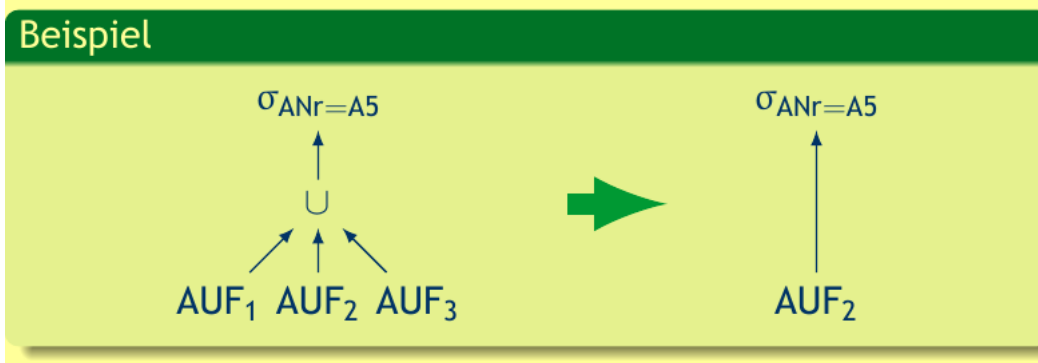 Beispiel
σANr=A5 σANr=A5
∪
AUF1 AUF2 AUF3 AUF2